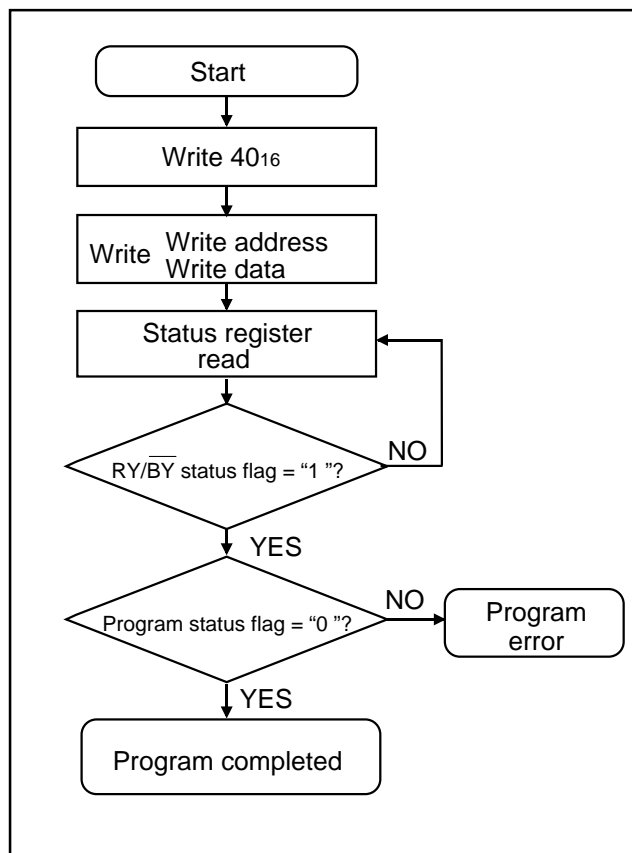 Start
Write 40₁₆
Write Write address
Write data
Status register
read
NO
RY/B̅Y̅ status flag = “1 ”?
YES
NO
Program status flag = “0 ”?
Program
error
YES
Program completed